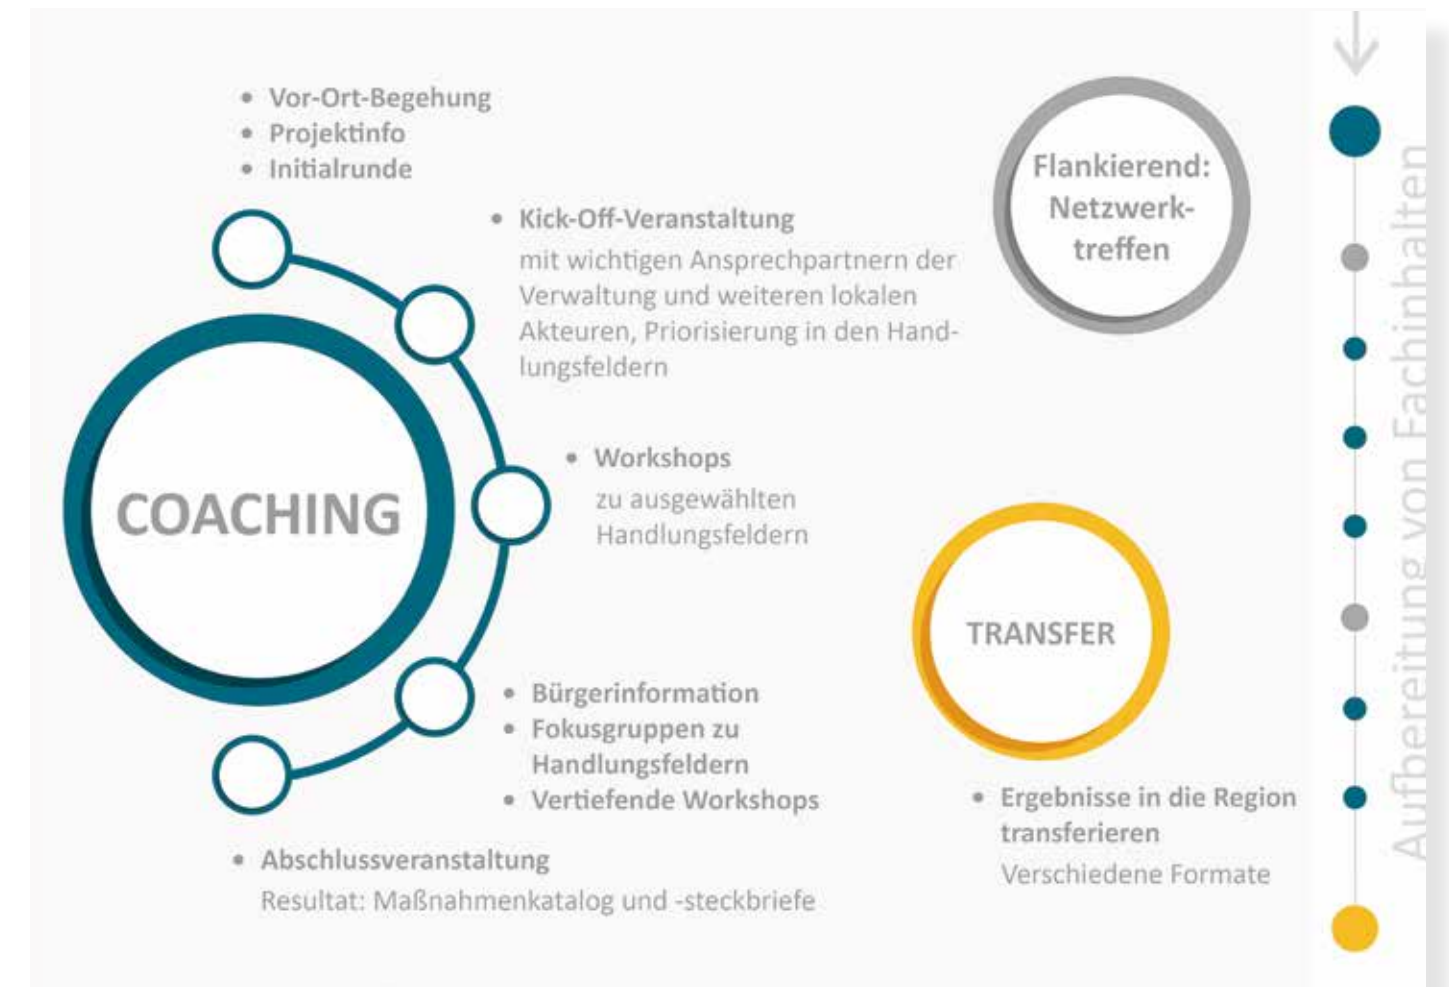 • Vor-Ort-Begehung
• Projektinfo
• Initialrunde
• Kick-Off-Veranstaltung
mit wichtigen Ansprechpartnern der
Verwaltung und weiteren lokalen
Akteuren, Priorisierung in den Hand-
lungsfeldern
• Workshops
zu ausgewählten
Handlungsfeldern
COACHING
• Bürgerinformation
• Fokusgruppen zu
Handlungsfeldern
• Vertiefende Workshops
• Abschlussveranstaltung
Resultat: Maßnahmenkatalog und -steckbriefe
Flankierend:
Netzwerk-
treffen
TRANSFER
• Ergebnisse in die Region
transferieren
Verschiedene Formate
Aufbereitung von Fachinhalten